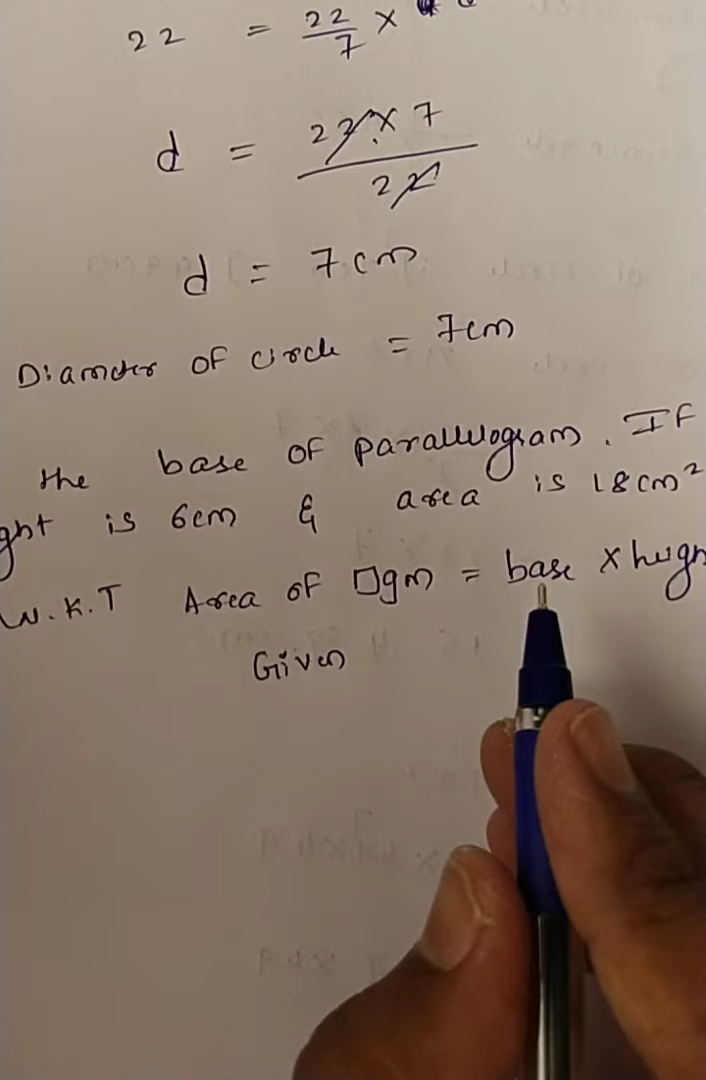 22 = 22/7 ×
d = 22 × 7 / 22
d = 7cm
Diameter of circle = 7cm
the base of parallelogram. If
ght is 6cm & area is 18cm²
W.K.T Area of ▱gm = base × heigh
Given